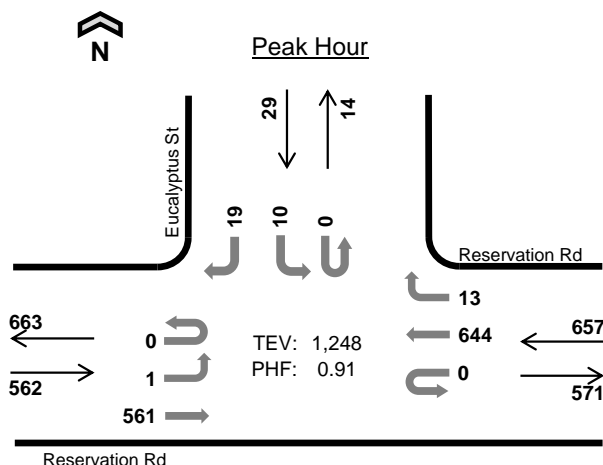 Peak Hour
N
29
14
Eucalyptus St
19
10
0
Reservation Rd
13
663
0
TEV: 1,248
644
657
562
1
PHF: 0.91
0
571
561
Reservation Rd